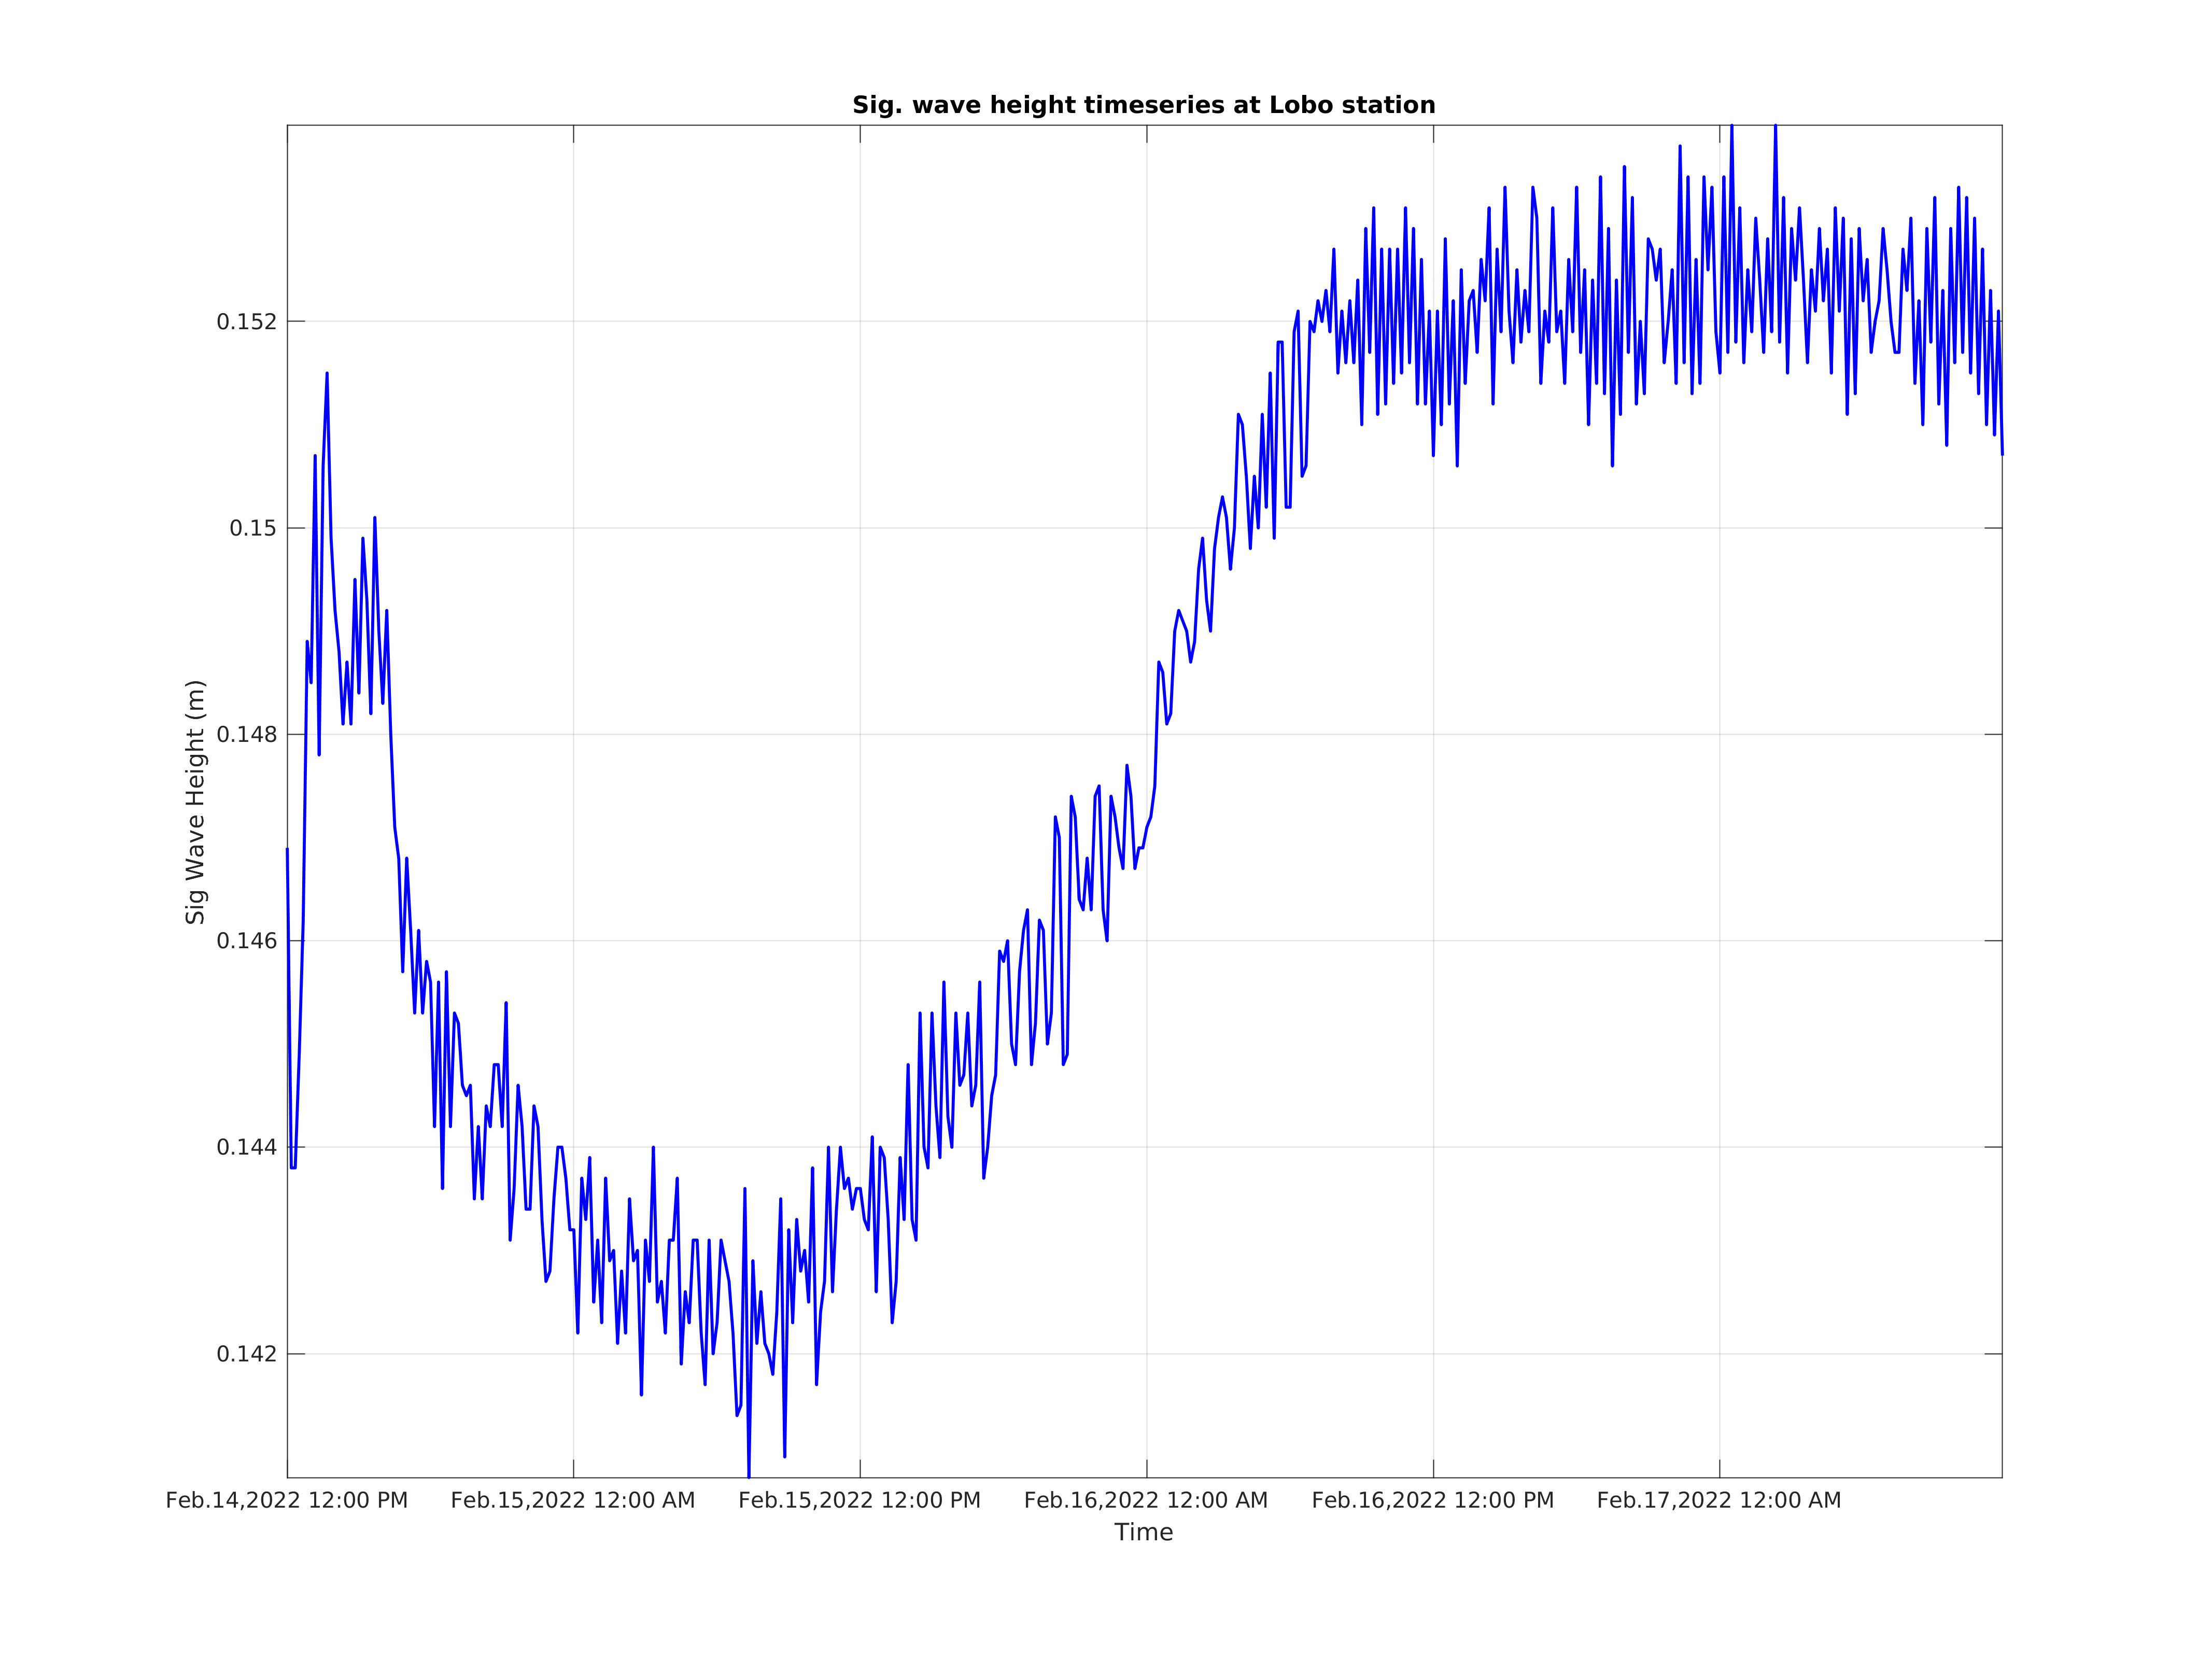 Sig. wave height timeseries at Lobo station
0.152
0.15
0.148
0.146
0.144
0.142
Sig Wave Height (m)
Feb.14,2022 12:00 PM
Feb.15,2022 12:00 AM
Feb.15,2022 12:00 PM
Feb.16,2022 12:00 AM
Feb.16,2022 12:00 PM
Feb.17,2022 12:00 AM
Time